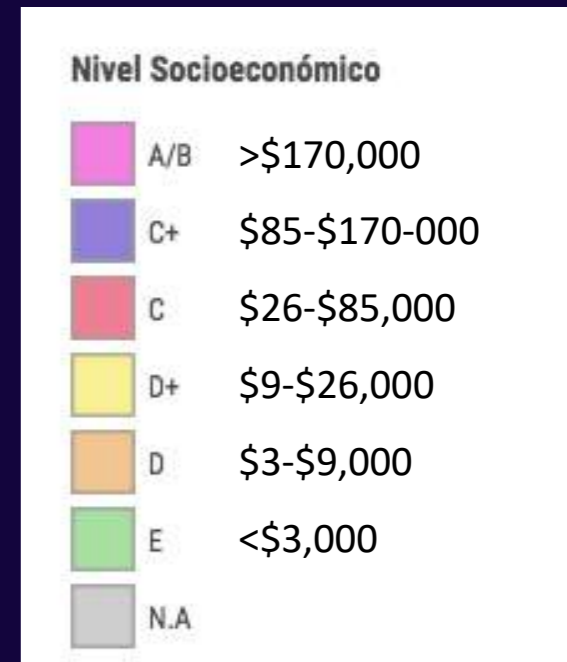 Nivel Socioeconómico
A/B >$170,000
C+ $85-$170-000
C $26-$85,000
D+ $9-$26,000
D $3-$9,000
E <$3,000
N.A